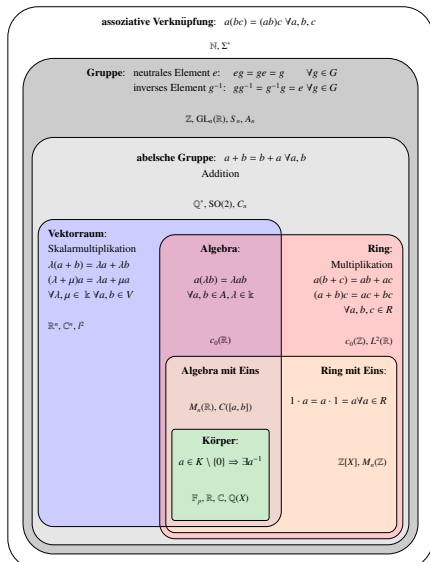 assoziative Verknüpfung: a(bc) = (ab)c ∀a, b, c
ℕ, Σ*
Gruppe: neutrales Element e: eg = ge = g ∀g ∈ G
inverses Element g⁻¹: gg⁻¹ = g⁻¹g = e ∀g ∈ G
ℤ, GLₙ(ℝ), Sₙ, Aₙ
abelsche Gruppe: a + b = b + a ∀a, b
Addition
ℚ*, SO(2), Cₙ
Vektorraum:
Skalarmultiplikation
λ(a + b) = λa + λb
(λ + μ)a = λa + μa
∀λ, μ ∈ 𝕜 ∀a, b ∈ V
ℝⁿ, ℂⁿ, l²
Algebra:
a(λb) = λab
∀a, b ∈ A, λ ∈ 𝕜
c₀(ℝ)
Ring:
Multiplikation
a(b + c) = ab + ac
(a + b)c = ac + bc
∀a, b, c ∈ R
c₀(ℤ), L²(ℝ)
Algebra mit Eins
Mₙ(ℝ), C([a, b])
Ring mit Eins:
1 · a = a · 1 = a∀a ∈ R
ℤ[X], Mₙ(ℤ)
Körper:
a ∈ K \ {0} ⇒ ∃a⁻¹
𝔽ₚ, ℝ, ℂ, ℚ(X)